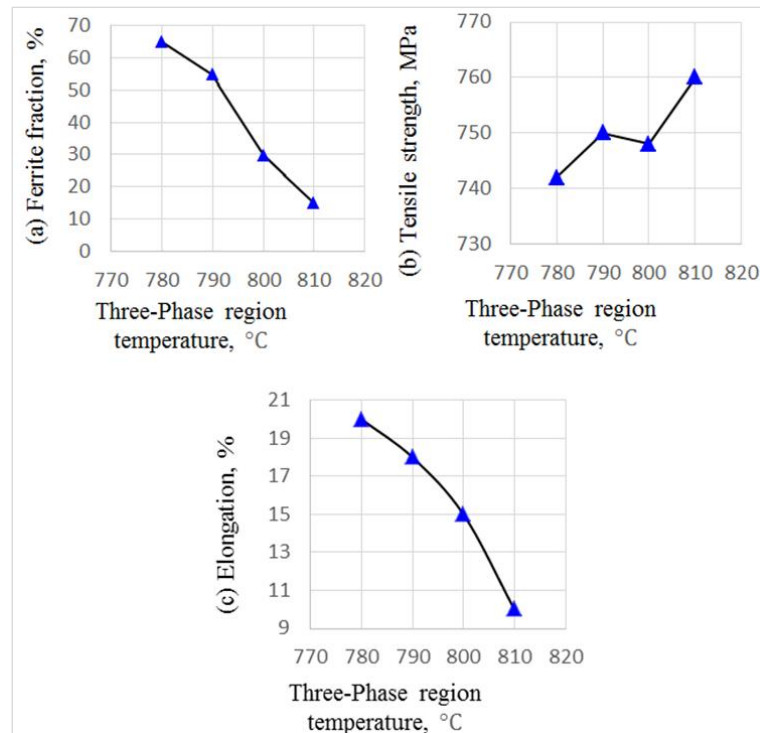 (a) Ferrite fraction, %
70
60
50
40
30
20
10
0
770 780 790 800 810 820
Three-Phase region
temperature, °C
(b) Tensile strength, MPa
770
760
750
740
730
770 780 790 800 810 820
Three-Phase region
temperature, °C
(c) Elongation, %
21
19
17
15
13
11
9
770 780 790 800 810 820
Three-Phase region
temperature, °C